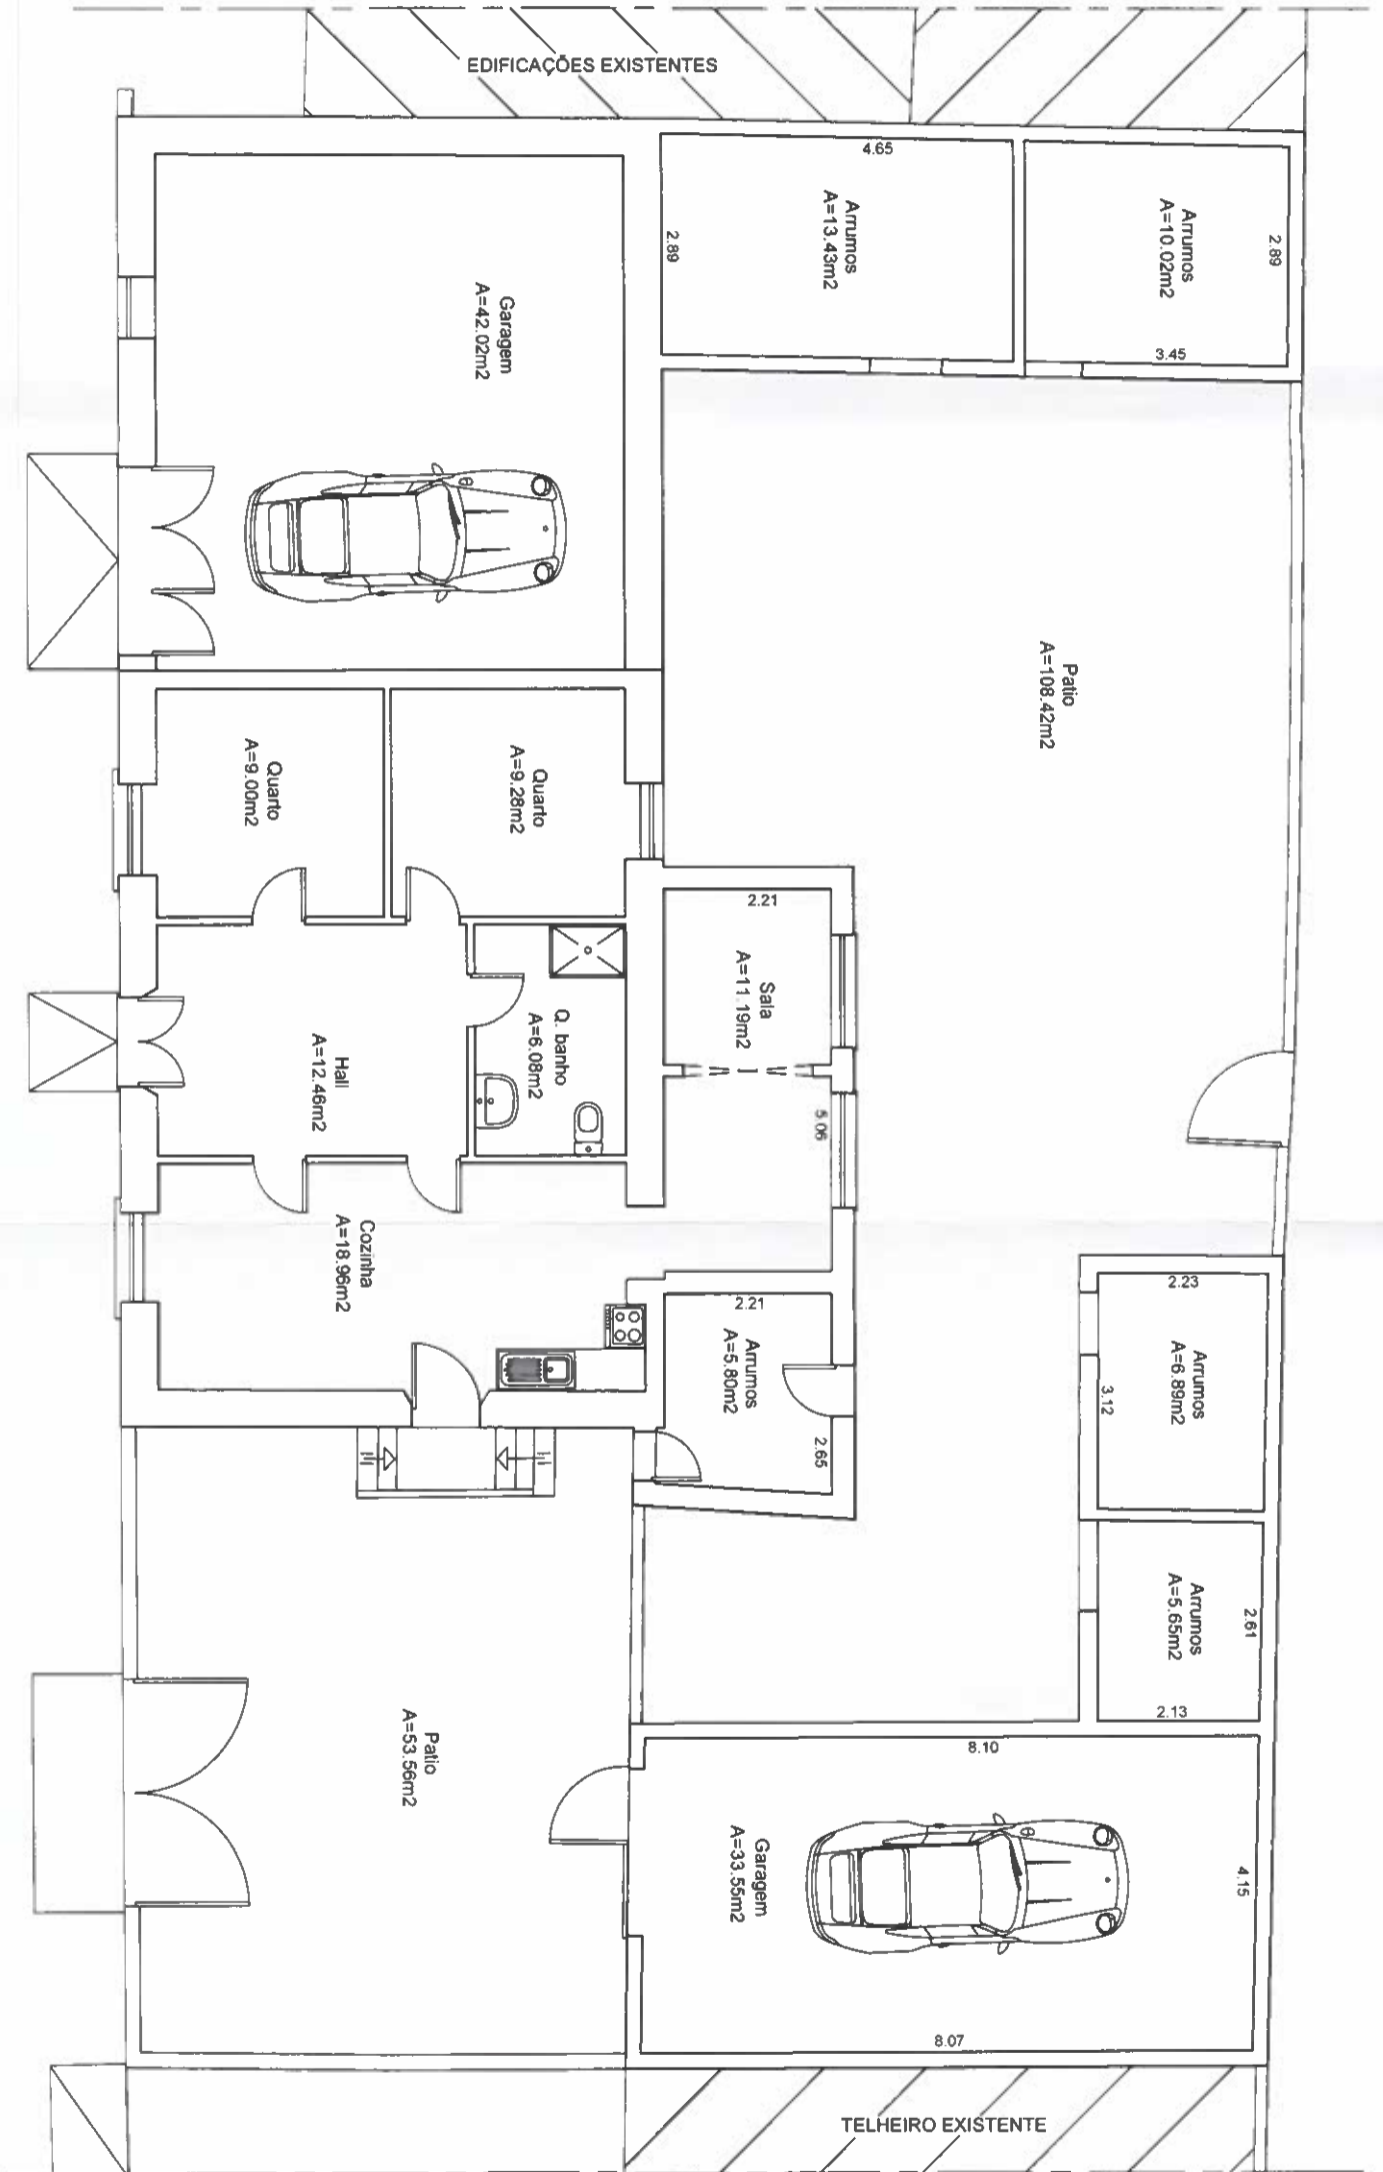 EDIFICAÇÕES EXISTENTES
4.65
Arrumos
A=13.43m2
2.89
Arrumos
A=10.02m2
2.89
3.45
Garagem
A=42.02m2
Patio
A=108.42m2
Quarto
A=9.00m2
Quarto
A=9.28m2
2.21
Sala
A=11.19m2
5.06
Q. banho
A=6.08m2
Hall
A=12.46m2
Cozinha
A=18.96m2
2.21
Arrumos
A=5.80m2
2.65
2.23
Arrumos
A=6.89m2
3.12
Arrumos
A=5.65m2
2.61
2.13
Patio
A=53.56m2
8.10
Garagem
A=33.55m2
4.15
8.07
TELHEIRO EXISTENTE